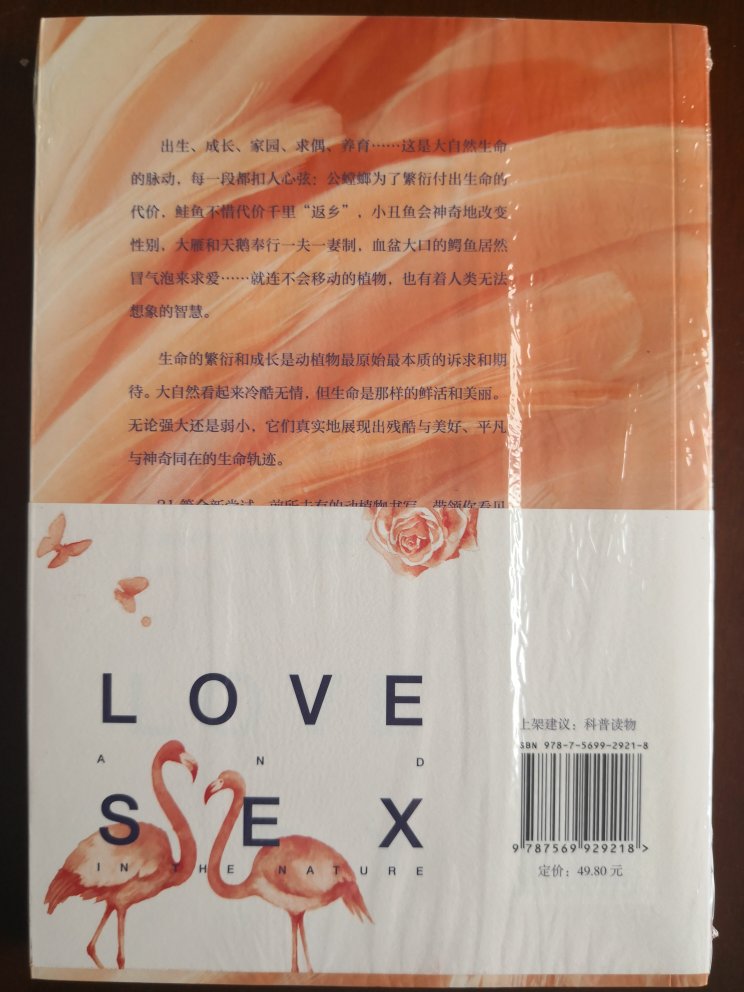 出生、成长、家园、求偶、养育……这是大自然生命
的脉动，每一段都扣人心弦：公螳螂为了繁衍付出生命的
代价，鲑鱼不惜代价千里“返乡”，小丑鱼会神奇地改变
性别，大雁和天鹅奉行一夫一妻制，血盆大口的鳄鱼居然
冒气泡来求爱……就连不会移动的植物，也有着人类无法
想象的智慧。
生命的繁衍和成长是动植物最原始最本质的诉求和期
待。大自然看起来冷酷无情，但生命是那样的鲜活和美丽。
无论强大还是弱小，它们真实地展现出残酷与美好、平凡
与神奇同在的生命轨迹。
LOVE
AND
SEX
IN THE NATURE
上架建议：科普读物
ISBN 978-7-5699-2921-8
9 787569 929218 >
定价：49.80 元